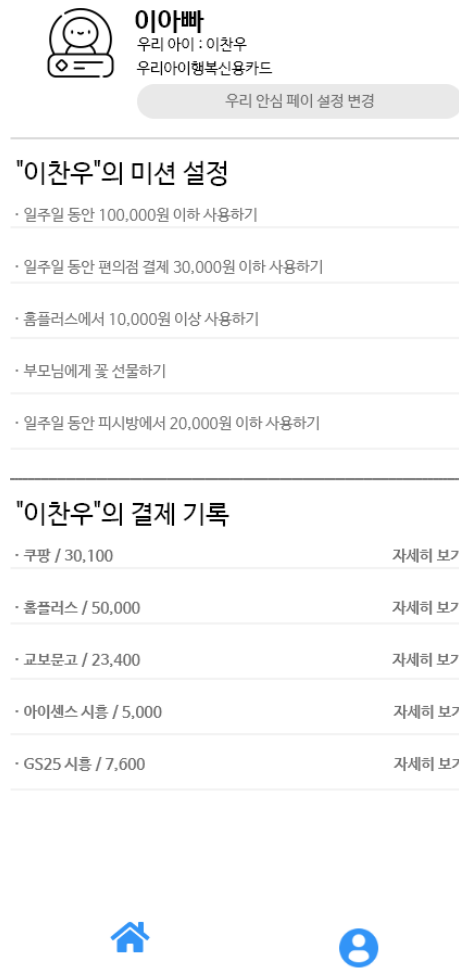 이아빠
우리 아이 : 이찬우
우리아이행복신용카드
우리 안심 페이 설정 변경
"이찬우"의 미션 설정
· 일주일 동안 100,000원 이하 사용하기
· 일주일 동안 편의점 결제 30,000원 이하 사용하기
· 홈플러스에서 10,000원 이상 사용하기
· 부모님에게 꽃 선물하기
· 일주일 동안 피시방에서 20,000원 이하 사용하기
"이찬우"의 결제 기록
· 쿠팡 / 30,100 자세히 보기
· 홈플러스 / 50,000 자세히 보기
· 교보문고 / 23,400 자세히 보기
· 아이센스 시흥 / 5,000 자세히 보기
· GS25 시흥 / 7,600 자세히 보기